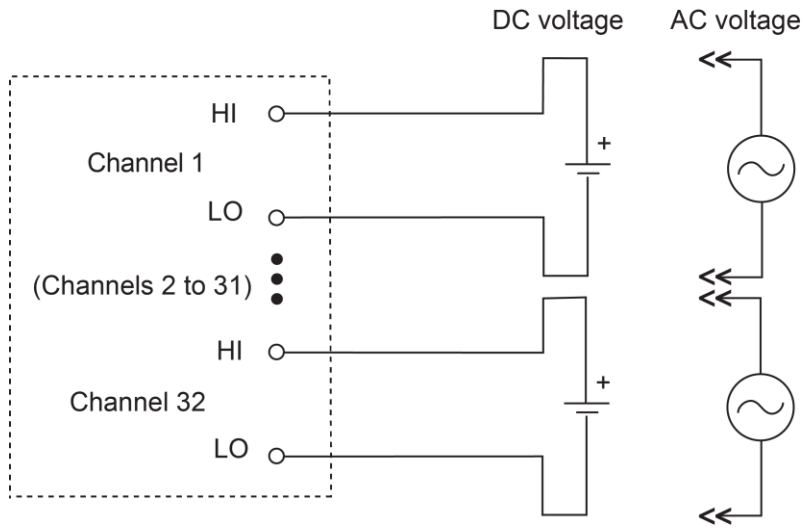 DC voltage
AC voltage
HI
+
Channel 1
LO
(Channels 2 to 31)
HI
+
Channel 32
LO